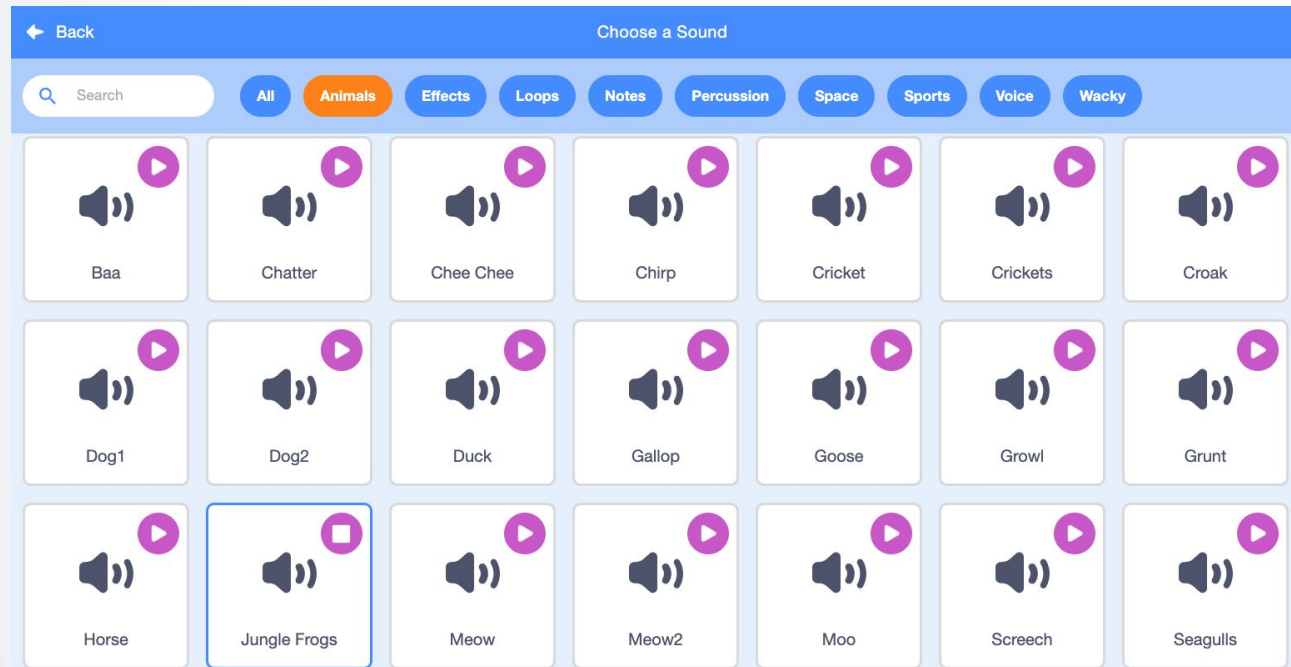 Back
Choose a Sound
Search
All Animals Effects Loops Notes Percussion Space Sports Voice Wacky
Baa Chatter Chee Chee Chirp Cricket Crickets Croak
Dog1 Dog2 Duck Gallop Goose Growl Grunt
Horse Jungle Frogs Meow Meow2 Moo Screech Seagulls